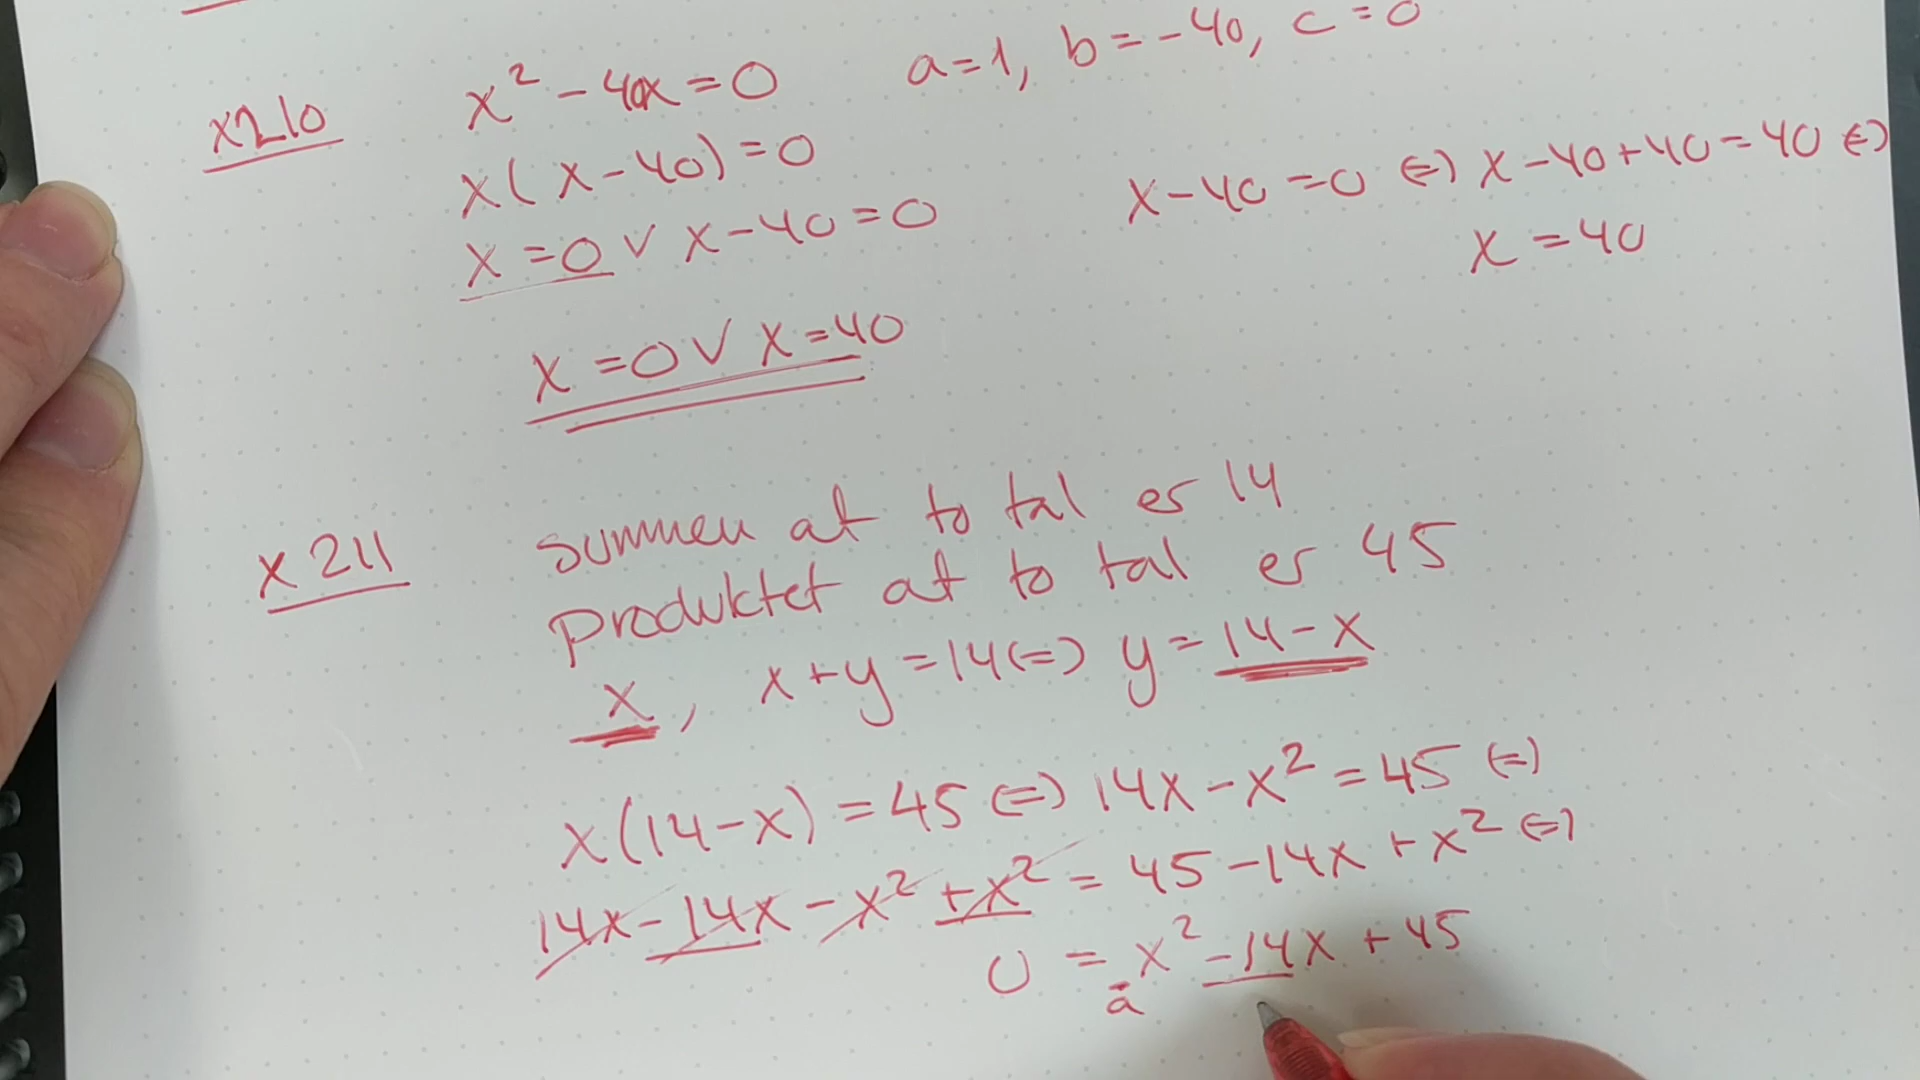 x210
x² - 40x = 0   a=1, b=-40, c=0
x(x-40)=0
x=0 ∨ x-40=0
x-40=0 (=) x-40+40=40 (=)
x=40
x=0 ∨ x=40
x211
summen af to tal er 14
produktet af to tal er 45
x, x+y=14 (=) y=14-x
x(14-x)=45 (=) 14x-x²=45 (=)
14x-14x-x²+x²=45-14x+x² (=)
0 = x²-14x+45
a